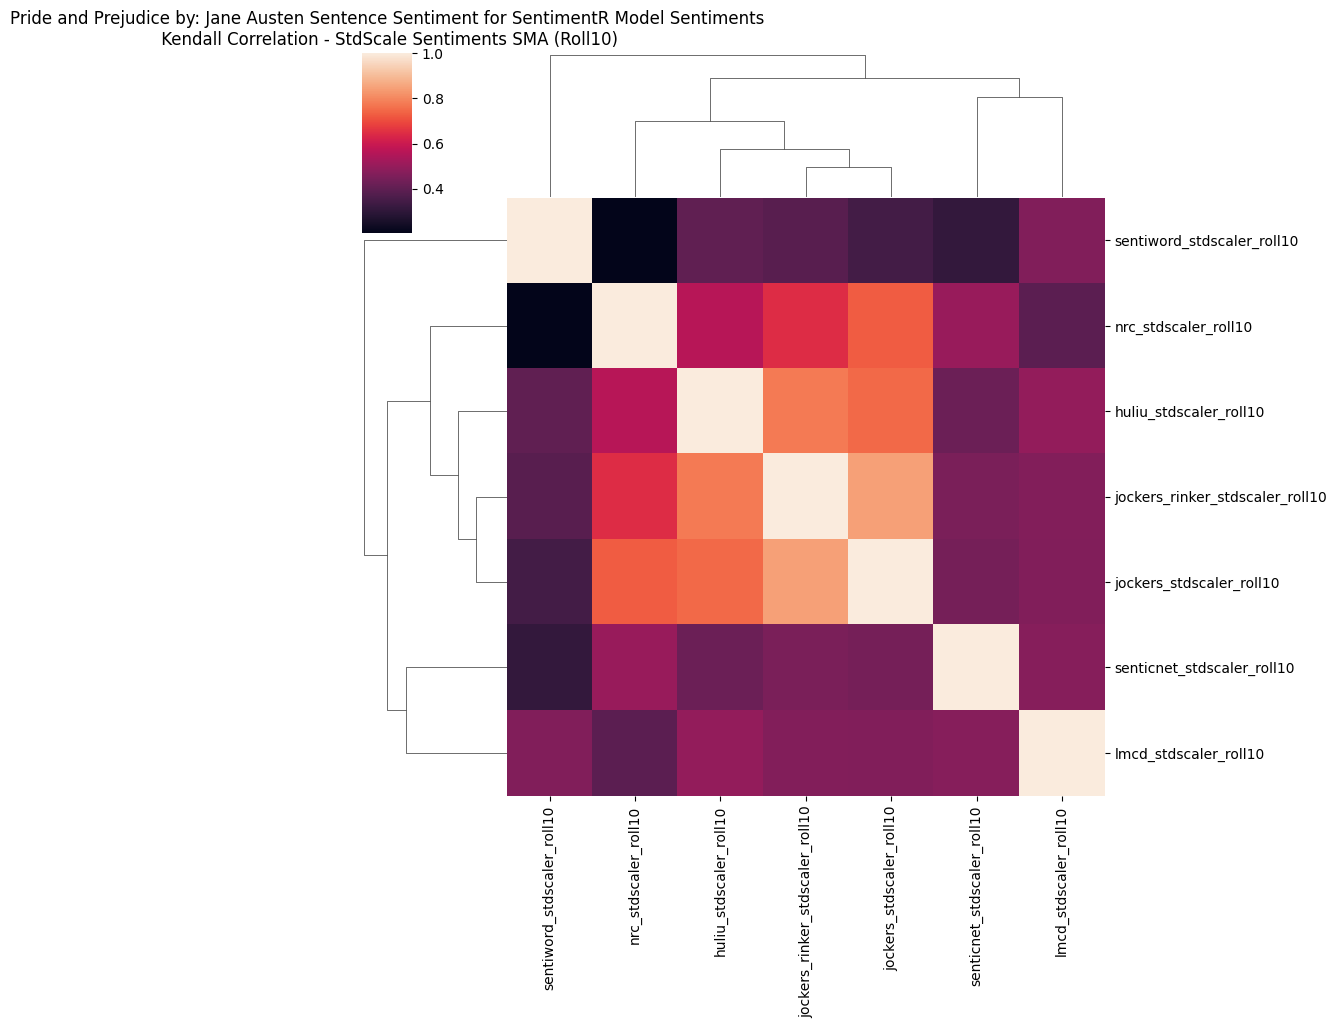 Pride and Prejudice by: Jane Austen Sentence Sentiment for SentimentR Model Sentiments
Kendall Correlation - StdScale Sentiments SMA (Roll10)
1.0
0.8
0.6
0.4
sentiword_stdscaler_roll10
nrc_stdscaler_roll10
huliu_stdscaler_roll10
jockers_rinker_stdscaler_roll10
jockers_stdscaler_roll10
senticnet_stdscaler_roll10
lmcd_stdscaler_roll10
sentiword_stdscaler_roll10
nrc_stdscaler_roll10
huliu_stdscaler_roll10
jockers_rinker_stdscaler_roll10
jockers_stdscaler_roll10
senticnet_stdscaler_roll10
lmcd_stdscaler_roll10